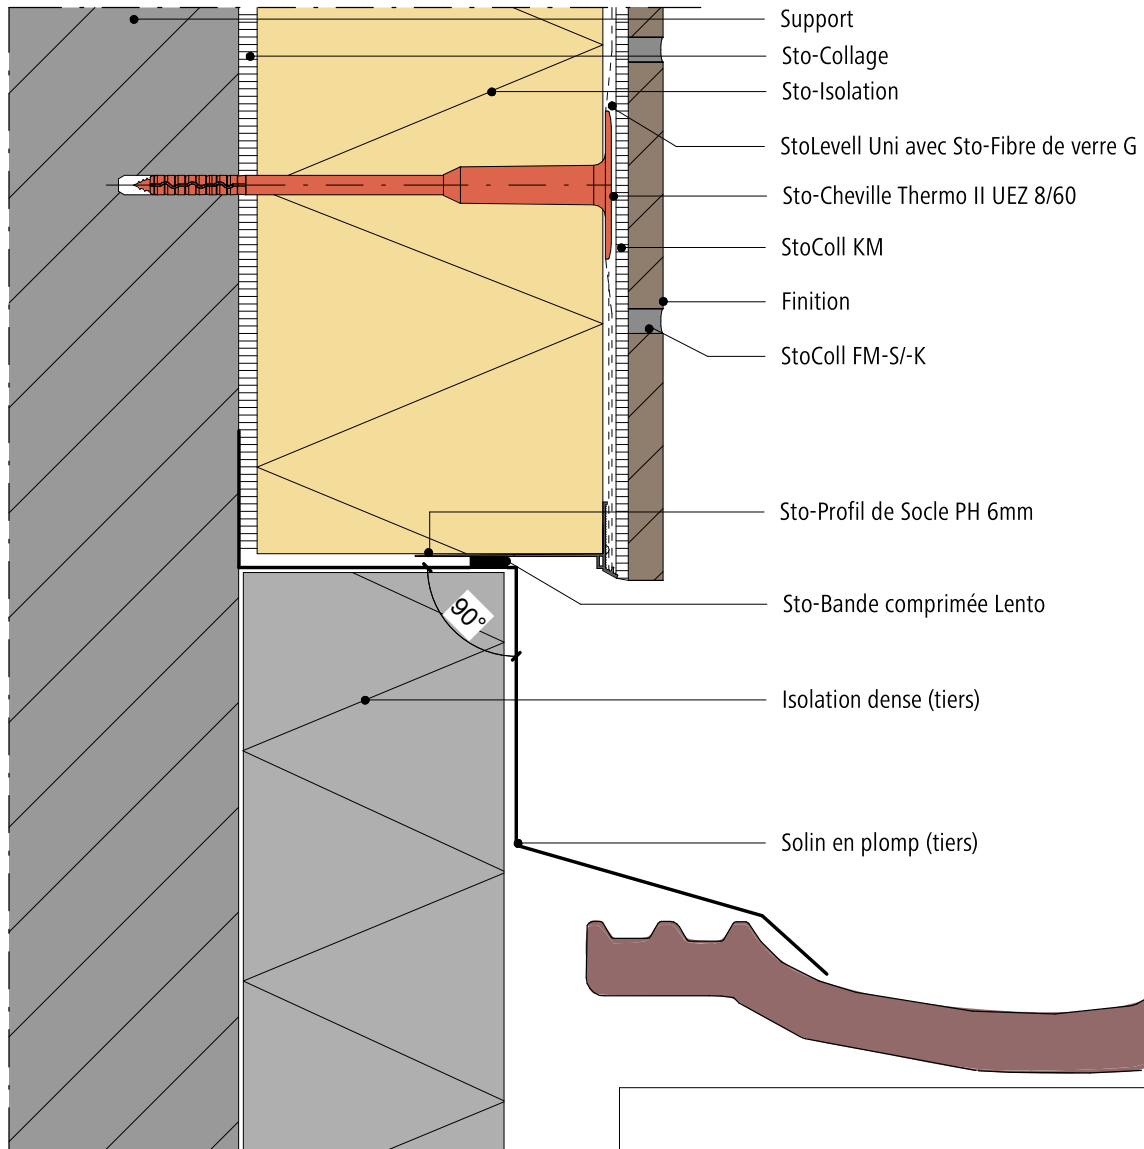 Support
Sto-Collage
Sto-Isolation
StoLevell Uni avec Sto-Fibre de verre G
Sto-Cheville Thermo II UEZ 8/60
StoColl KM
Finition
StoColl FM-S/-K
Sto-Profil de Socle PH 6mm
Sto-Bande comprimée Lento
90°
Isolation dense (tiers)
Solin en plomp (tiers)